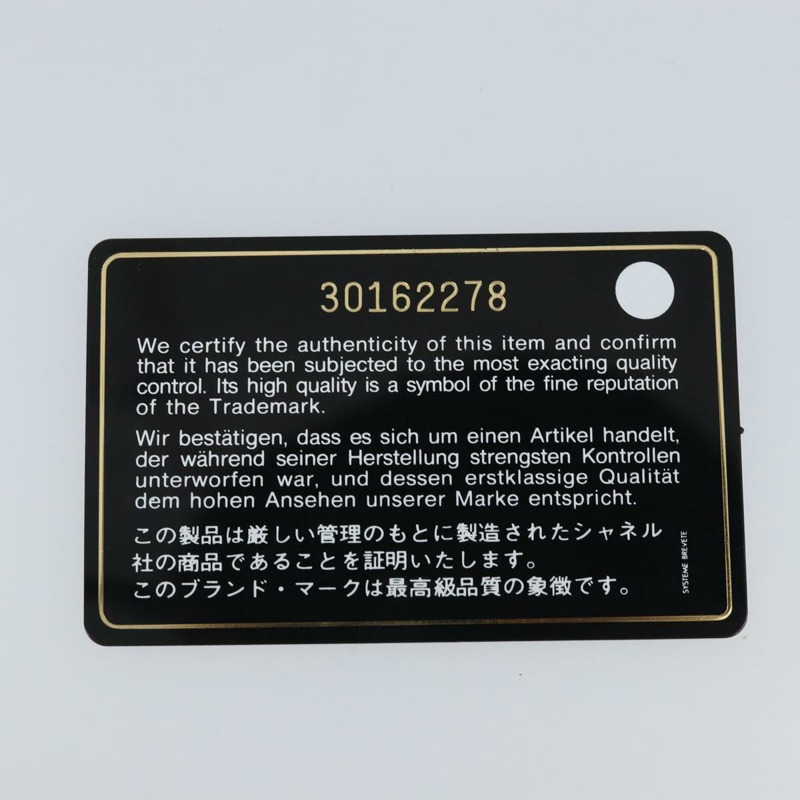 30162278
We certify the authenticity of this item and confirm
that it has been subjected to the most exacting quality
control. Its high quality is a symbol of the fine reputation
of the Trademark.
Wir bestätigen, dass es sich um einen Artikel handelt,
der während seiner Herstellung strengsten Kontrollen
unterworfen war, und dessen erstklassige Qualität
dem hohen Ansehen unserer Marke entspricht.
この製品は厳しい管理のもとに製造されたシャネル
社の商品であることを証明いたします。
このブランド・マークは最高級品質の象徴です。
SYSTEME BREVETE